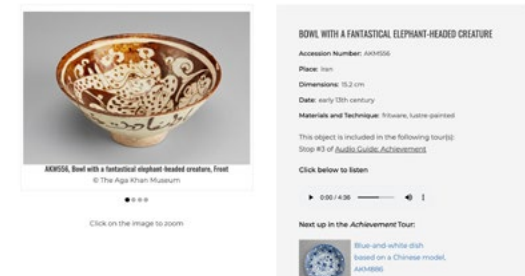 AKM556, Bowl with a fantastical elephant-headed creature, Front
© The Aga Khan Museum
Click on the image to zoom
BOWL WITH A FANTASTICAL ELEPHANT-HEADED CREATURE
Accession Number: AKM556
Place: Iran
Dimensions: 15.2 cm
Date: early 13th century
Materials and Technique: fritware, lustre-painted
This object is included in the following tour(s):
Stop #3 of Audio Guide: Achievement
Click below to listen
0:00 / 4:36
Next up in the Achievement Tour:
Blue-and-white dish
based on a Chinese model,
AKM886